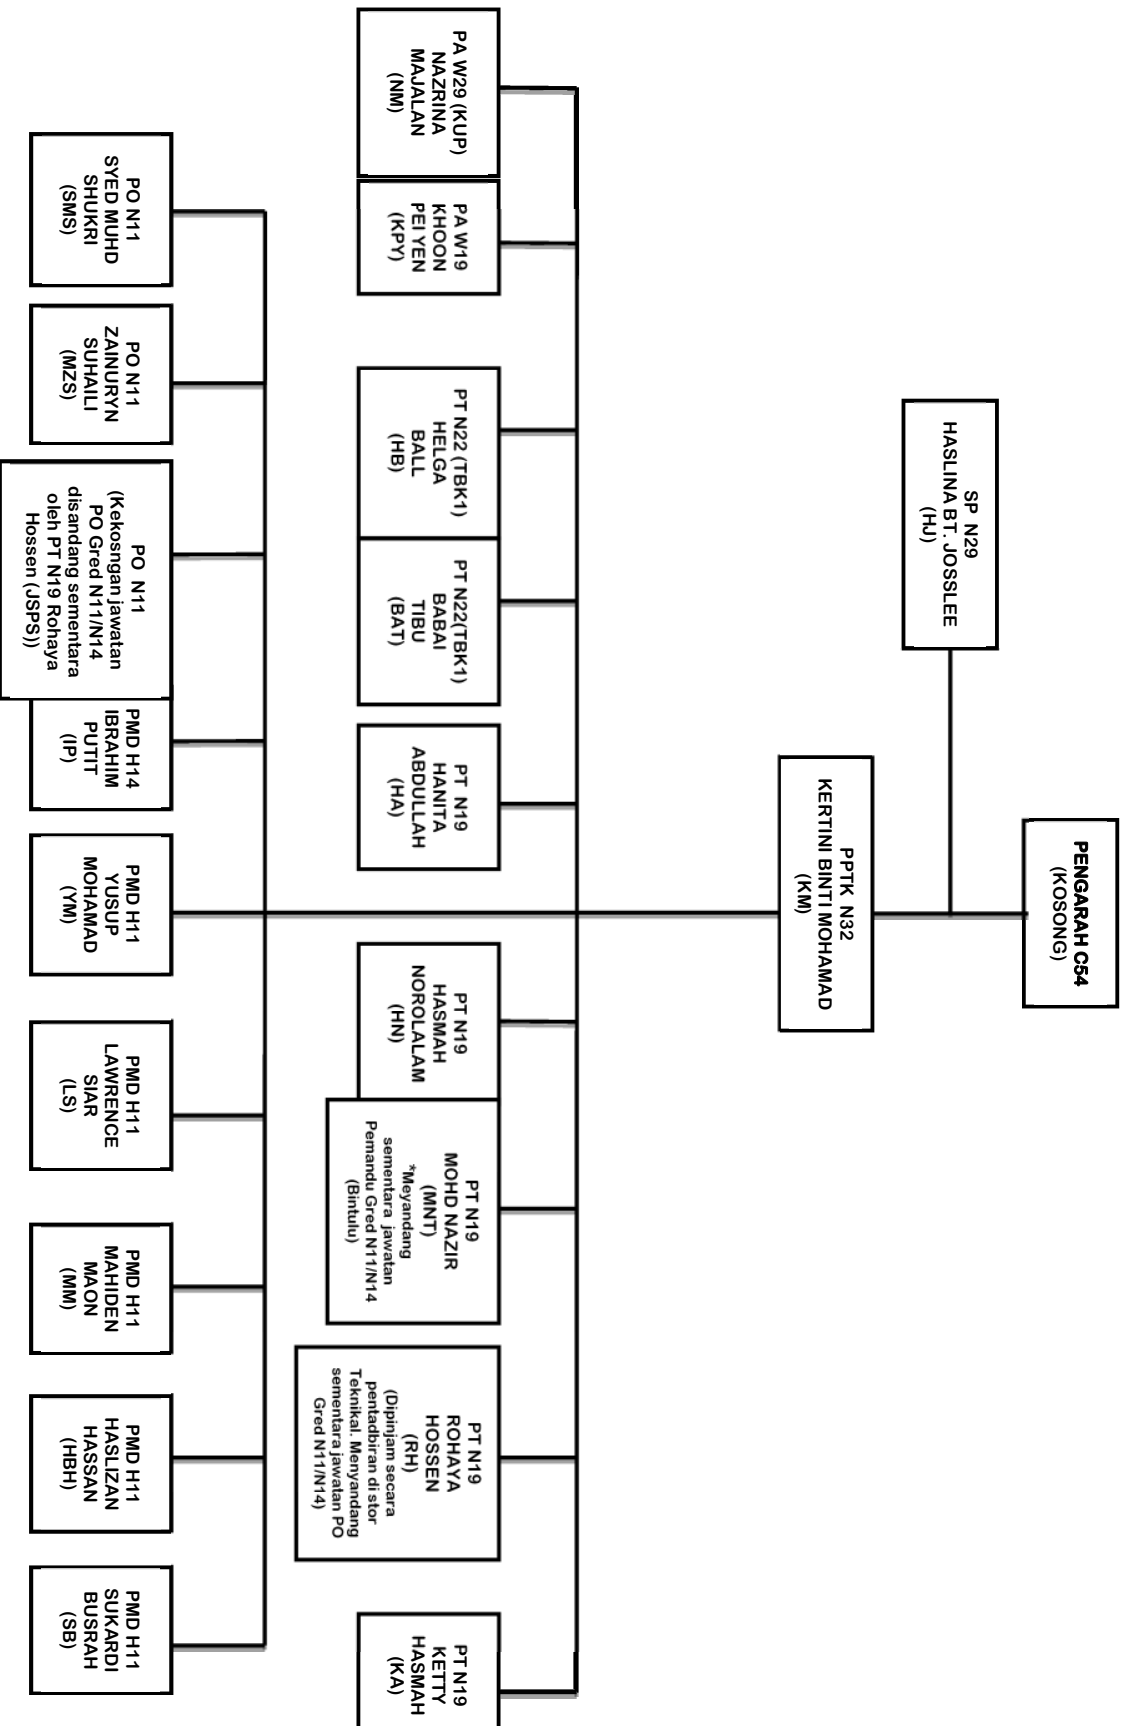 PENGARAH C54
(KOSONG)
SP N29
HASLINA BT. JOSSLEE
(HJ)
PPTK N32
KERTINI BINTI MOHAMAD
(KM)
PA W29 (KUP)
NAZRINA
MAJALAN
(NM)
PA W19
KHOON
PEI YEN
(KPY)
PT N22 (TBK1)
HELGA
BALL
(HB)
PT N22(TBK1)
BABAI
TIBU
(BAT)
PT N19
HANITA
ABDULLAH
(HA)
PT N19
HASMAH
NOROLALAM
(HN)
PT N19
MOHD NAZIR
(MNT)
*Meyandang
sementara jawatan
Pemandu Gred N11/N14
(Bintulu)
PT N19
ROHAYA
HOSSEN
(RH)
(Dipinjam secara
pentadbiran di stor
Teknikal. Menyandang
sementara jawatan PO
Gred N11/N14)
PT N19
KETTY
HASMAH
(KA)
PO N11
SYED MUHD
SHUKRI
(SMS)
PO N11
ZAINURYN
SUHAILI
(MZS)
PO N11
(Kekosngan jawatan
PO Gred N11/N14
disandang sementara
oleh PT N19 Rohaya
Hossen (JSPS))
PMD H14
IBRAHIM
PUTIT
(IP)
PMD H11
YUSUP
MOHAMAD
(YM)
PMD H11
LAWRENCE
SIAR
(LS)
PMD H11
MAHIDEN
MAON
(MM)
PMD H11
HASLIZAN
HASSAN
(HBH)
PMD H11
SUKARDI
BUSRAH
(SB)